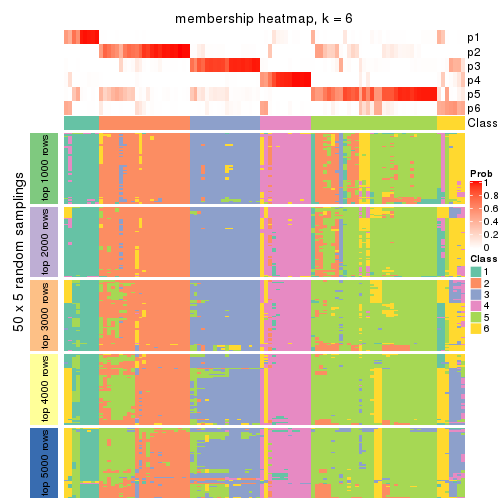 membership heatmap, k = 6
p1
p2
p3
p4
p5
p6
Class
50 x 5 random samplings
top 1000 rows
top 2000 rows
top 3000 rows
top 4000 rows
top 5000 rows
Prob
1
0.8
0.6
0.4
0.2
0
Class
1
2
3
4
5
6